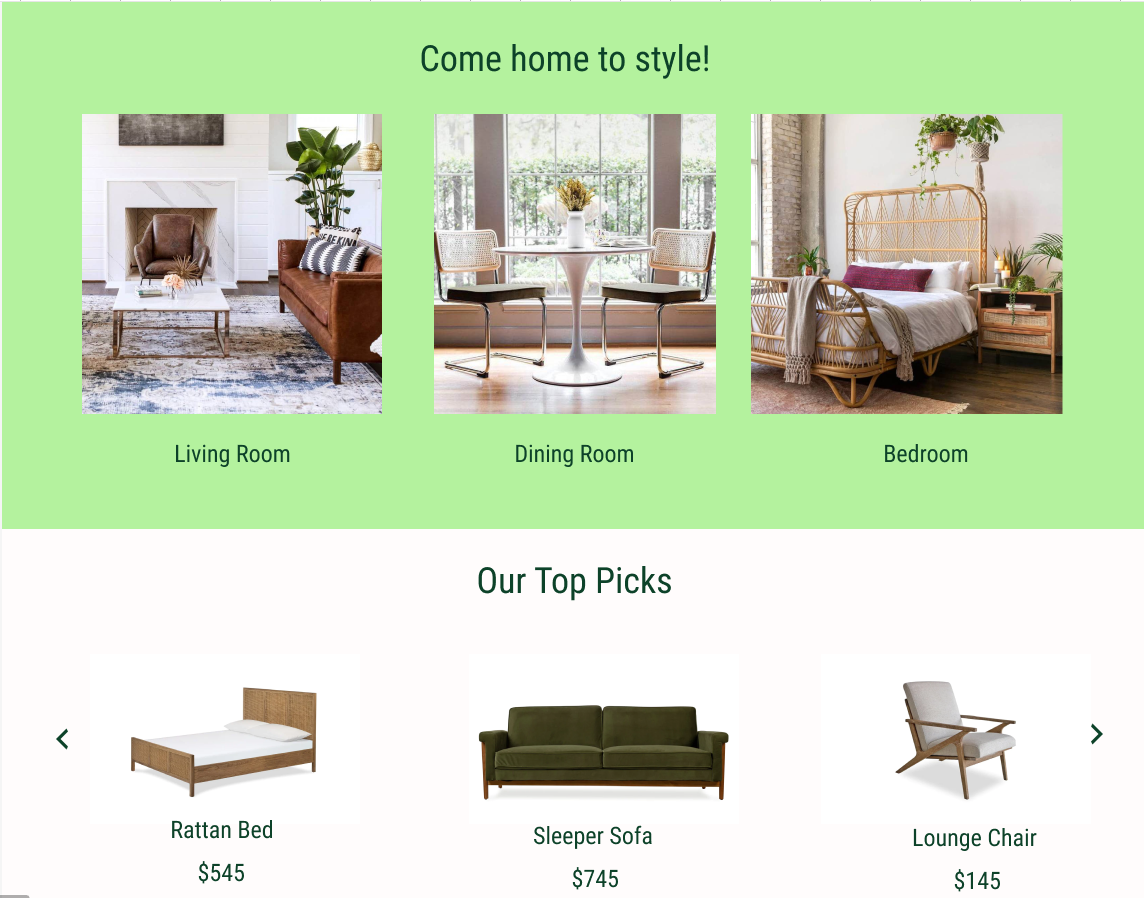 Come home to style!
Living Room
Dining Room
Bedroom
Our Top Picks
Rattan Bed
Sleeper Sofa
Lounge Chair
$545
$745
$145